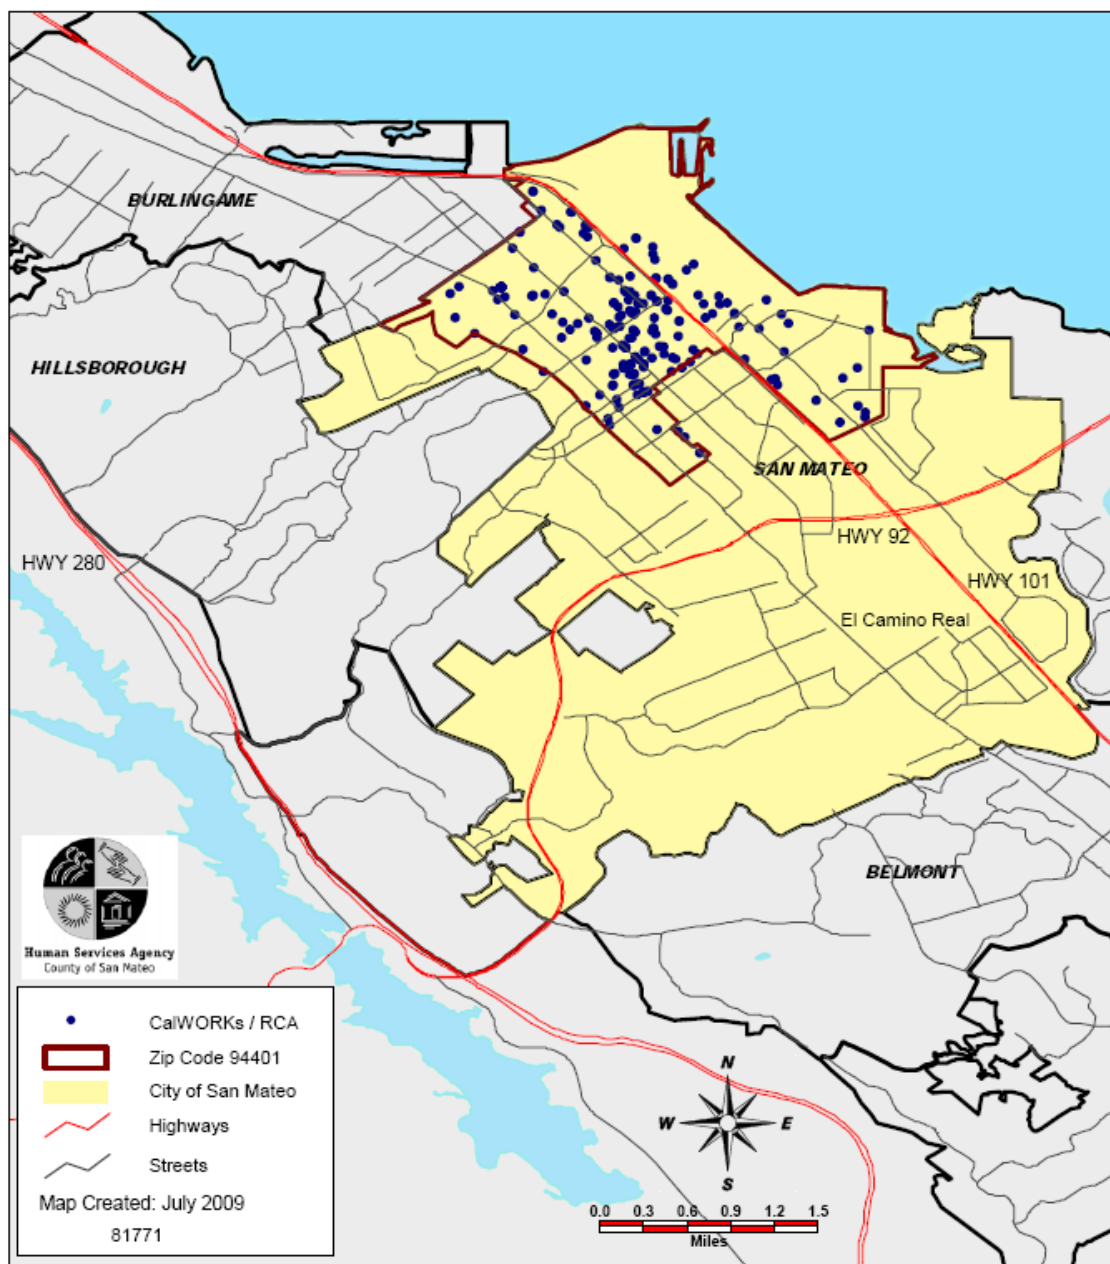 BURLINGAME
HILLSBOROUGH
SAN MATEO
HWY 92
HWY 280
HWY 101
El Camino Real
BELMONT
Human Services Agency
County of San Mateo
CalWORKs / RCA
Zip Code 94401
City of San Mateo
Highways
Streets
Map Created: July 2009
81771
N
W
E
S
0.0 0.3 0.6 0.9 1.2 1.5
Miles